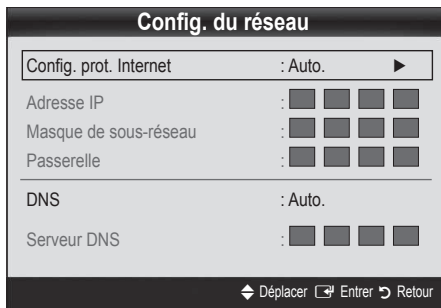 Config. du réseau
Config. prot. Internet : Auto. ►
Adresse IP :
Masque de sous-réseau :
Passerelle :
DNS : Auto.
Serveur DNS :
Déplacer Entrer Retour